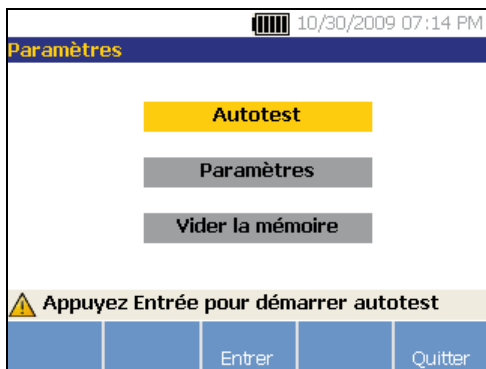 10/30/2009 07:14 PM
Paramètres
Autotest
Paramètres
Vider la mémoire
Appuyez Entrée pour démarrer autotest
Entrer Quitter